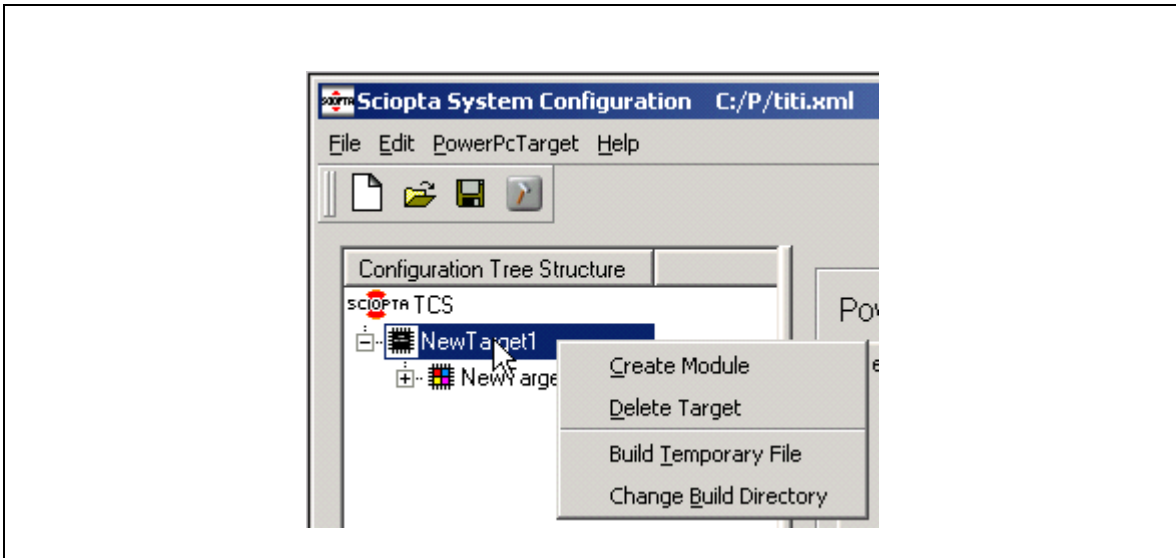 Sciopta System Configuration C:/P/titi.xml
File Edit PowerPcTarget Help
Configuration Tree Structure
SCIOPTA TCS
NewTarget1
Create Module
Delete Target
Build Temporary File
Change Build Directory